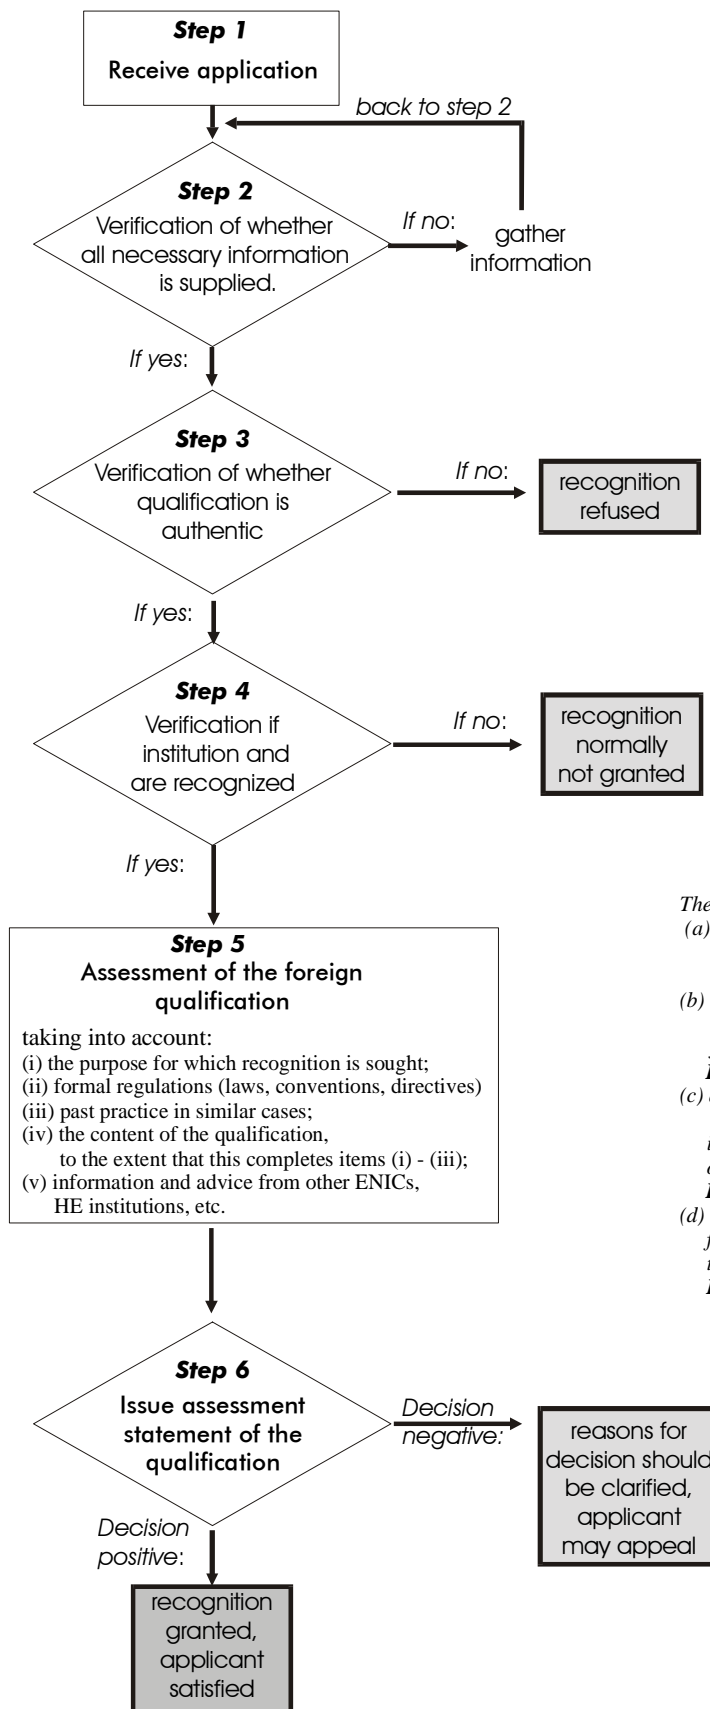 Step 1
Receive application
back to step 2
Step 2
Verification of whether
all necessary information
is supplied.
If no:
gather
information
If yes:
Step 3
Verification of whether
qualification is
authentic
If no:
recognition
refused
If yes:
Step 4
Verification if
institution and
are recognized
If no:
recognition
normally
not granted
If yes:
Step 5
Assessment of the foreign
qualification
taking into account:
(i) the purpose for which recognition is sought;
(ii) formal regulations (laws, conventions, directives)
(iii) past practice in similar cases;
(iv) the content of the qualification,
to the extent that this completes items (i) - (iii);
(v) information and advice from other ENICs,
HE institutions, etc.
The
(a)
(b)
(c)
(d)
Step 6
Issue assessment
statement of the
qualification
Decision
negative:
reasons for
decision should
be clarified,
applicant
may appeal
Decision
positive:
recognition
granted,
applicant
satisfied